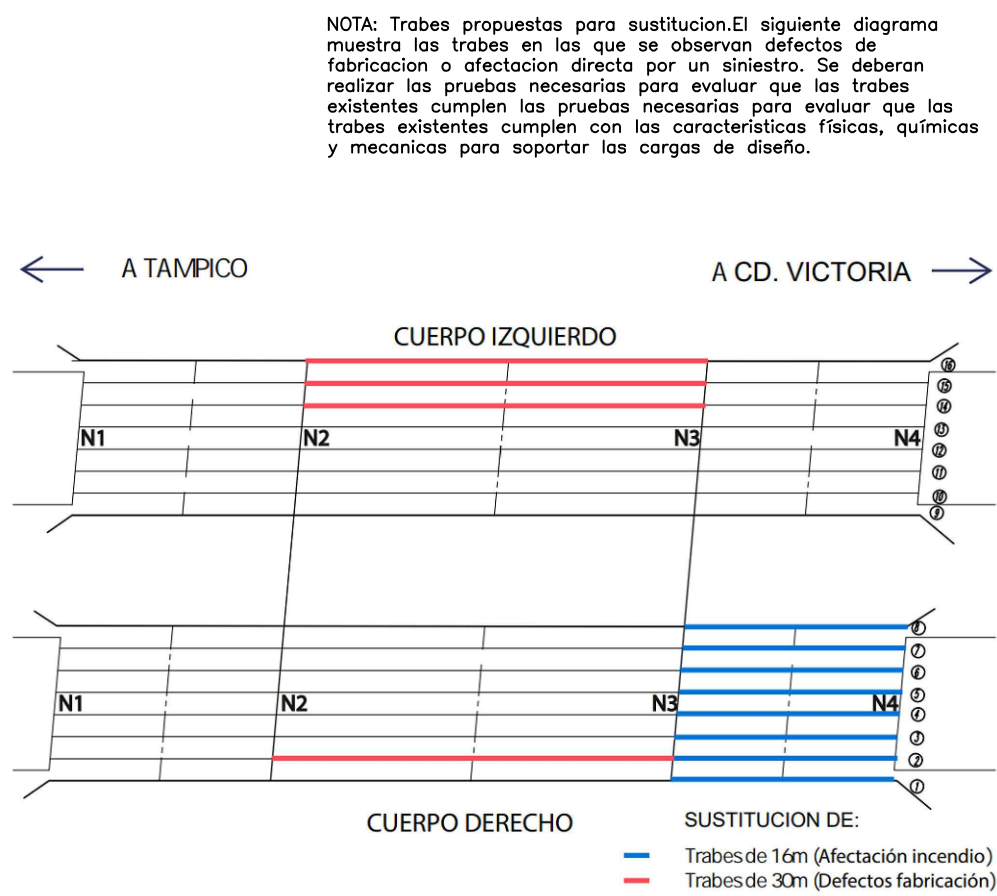 NOTA: Trabes propuestas para sustitucion.El siguiente diagrama
muestra las trabes en las que se observan defectos de
fabricacion o afectacion directa por un siniestro. Se deberan
realizar las pruebas necesarias para evaluar que las trabes
existentes cumplen las pruebas necesarias para evaluar que las
trabes existentes cumplen con las caracteristicas físicas, químicas
y mecanicas para soportar las cargas de diseño.
A TAMPICO
A CD. VICTORIA
CUERPO IZQUIERDO
16
15
14
13
N1 N2 N3 N4
12
11
10
9
8
7
6
5
N1 N2 N3 N4
4
3
2
1
CUERPO DERECHO
SUSTITUCION DE:
Trabes de 16m (Afectación incendio)
Trabes de 30m (Defectos fabricación)